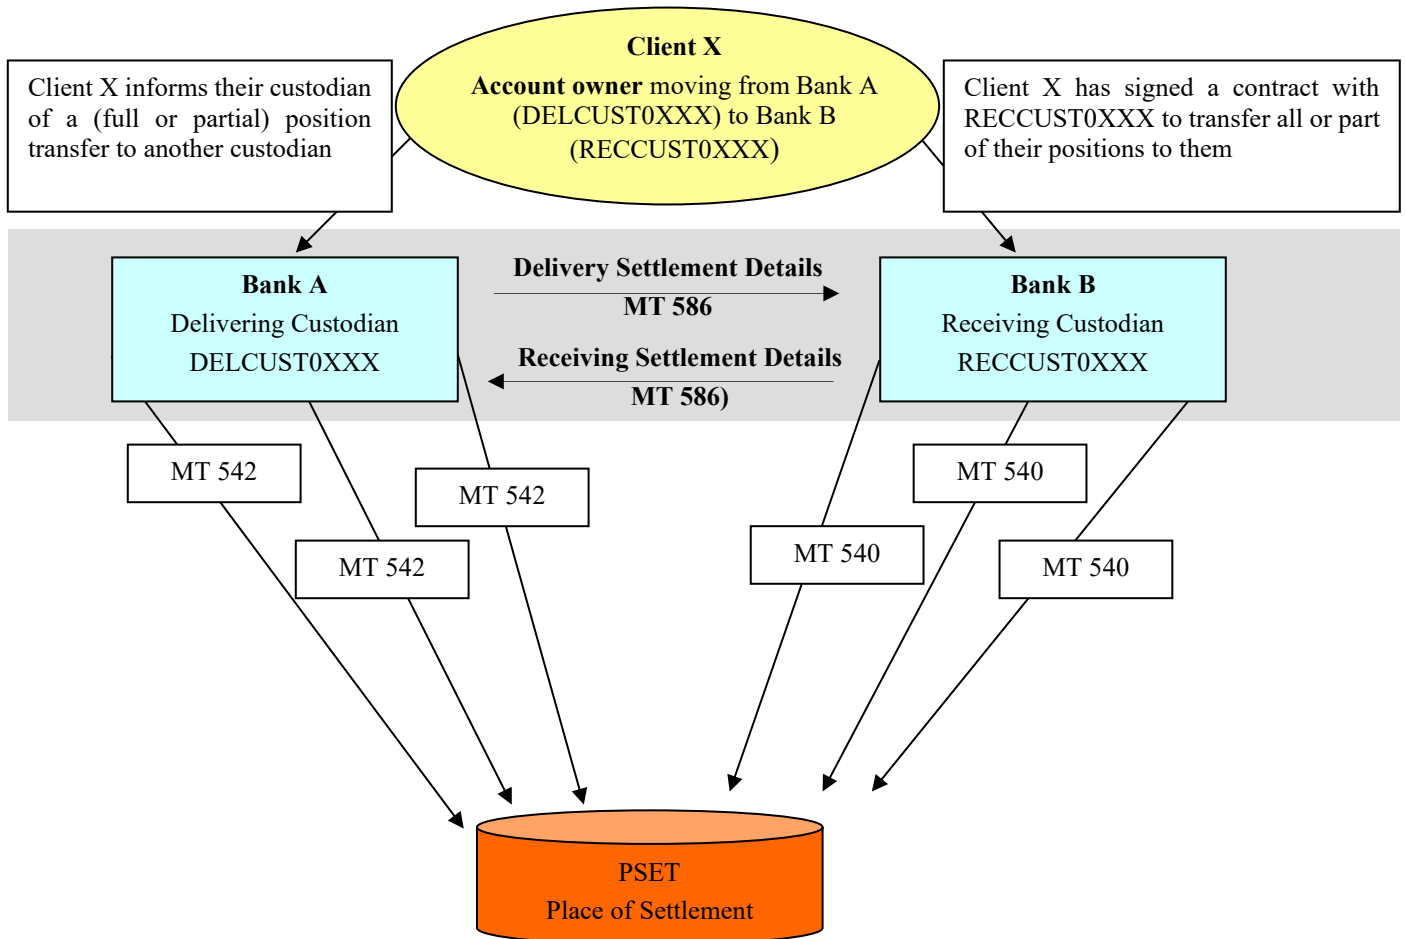 Client X
Account owner moving from Bank A
(DELCUST0XXX) to Bank B
(RECCUST0XXX)
Client X informs their custodian
of a (full or partial) position
transfer to another custodian
Client X has signed a contract with
RECCUST0XXX to transfer all or part
of their positions to them
Bank A
Delivering Custodian
DELCUST0XXX
Delivery Settlement Details
MT 586
Receiving Settlement Details
MT 586)
Bank B
Receiving Custodian
RECCUST0XXX
MT 542
MT 542
MT 542
MT 540
MT 540
MT 540
PSET
Place of Settlement